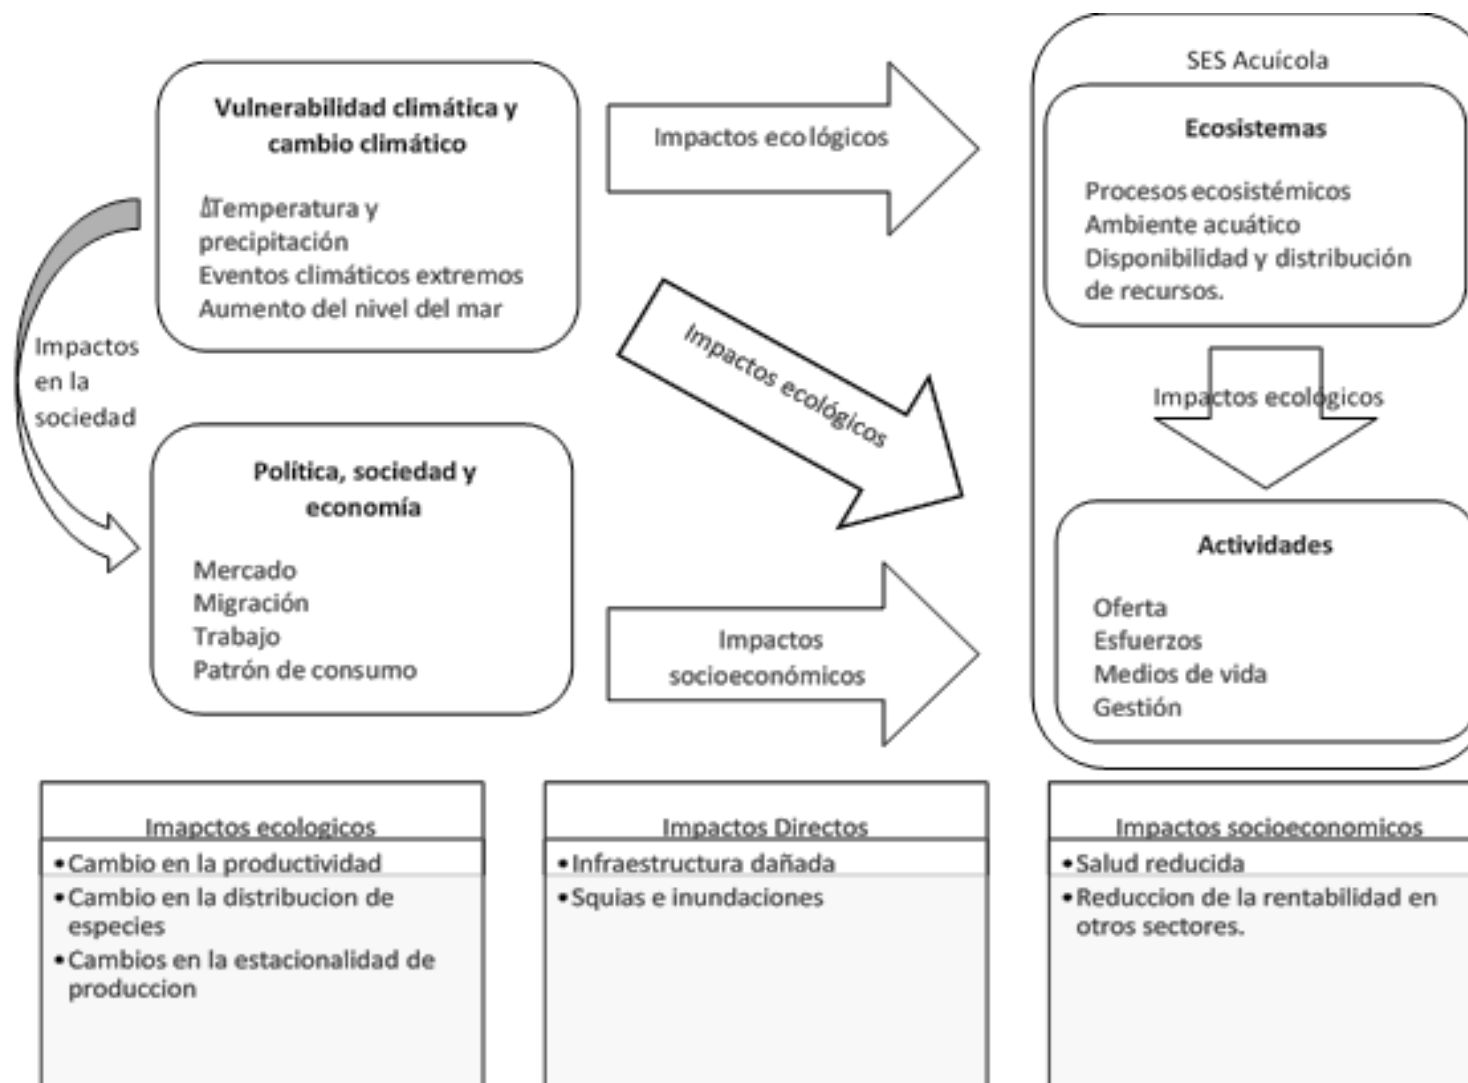 SES Acuícola
Vulnerabilidad climática y
cambio climático
ΔTemperatura y
precipitación
Eventos climáticos extremos
Aumento del nivel del mar
Impactos ecológicos
Ecosistemas
Procesos ecosistémicos
Ambiente acuático
Disponibilidad y distribución
de recursos.
Impactos
en la
sociedad
Impactos ecológicos
Impactos ecológicos
Política, sociedad y
economía
Mercado
Migración
Trabajo
Patrón de consumo
Impactos
socioeconómicos
Actividades
Oferta
Esfuerzos
Medios de vida
Gestión
Imapctos ecologicos
•Cambio en la productividad
•Cambio en la distribucion de
especies
•Cambios en la estacionalidad de
produccion
Impactos Directos
•Infraestructura dañada
•Squias e inundaciones
Impactos socioeconomicos
•Salud reducida
•Reduccion de la rentabilidad en
otros sectores.